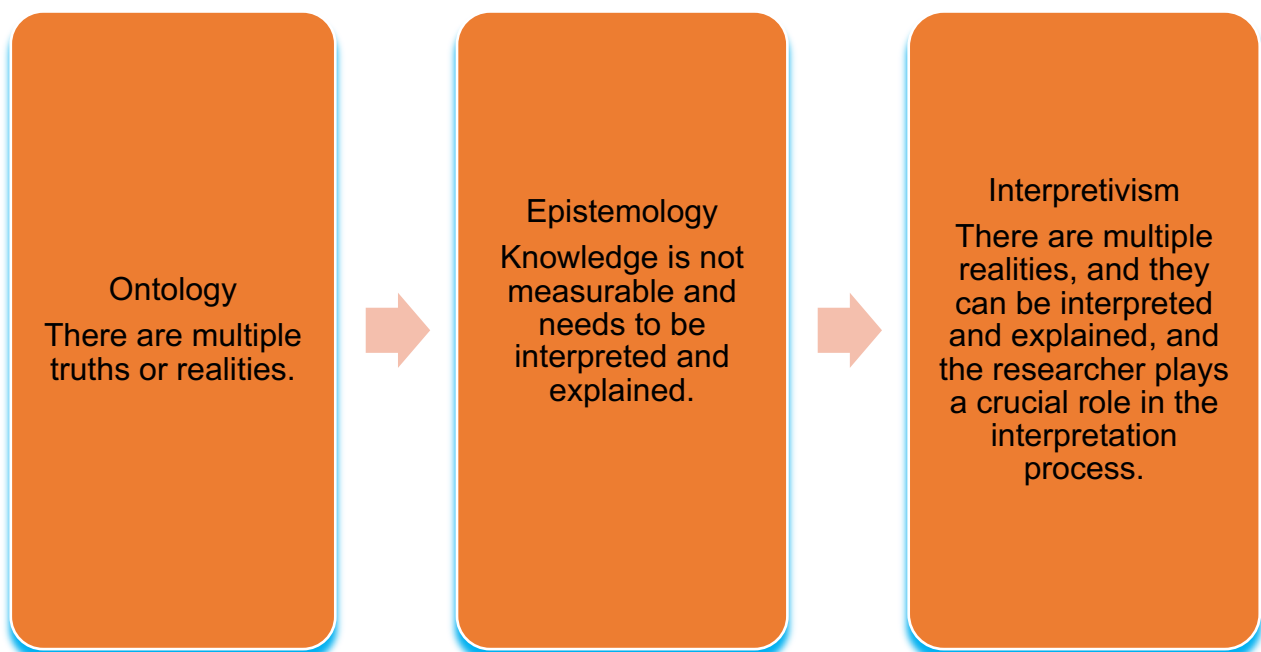 Ontology
There are multiple
truths or realities.
Epistemology
Knowledge is not
measurable and
needs to be
interpreted and
explained.
Interpretivism
There are multiple
realities, and they
can be interpreted
and explained, and
the researcher plays
a crucial role in the
interpretation
process.